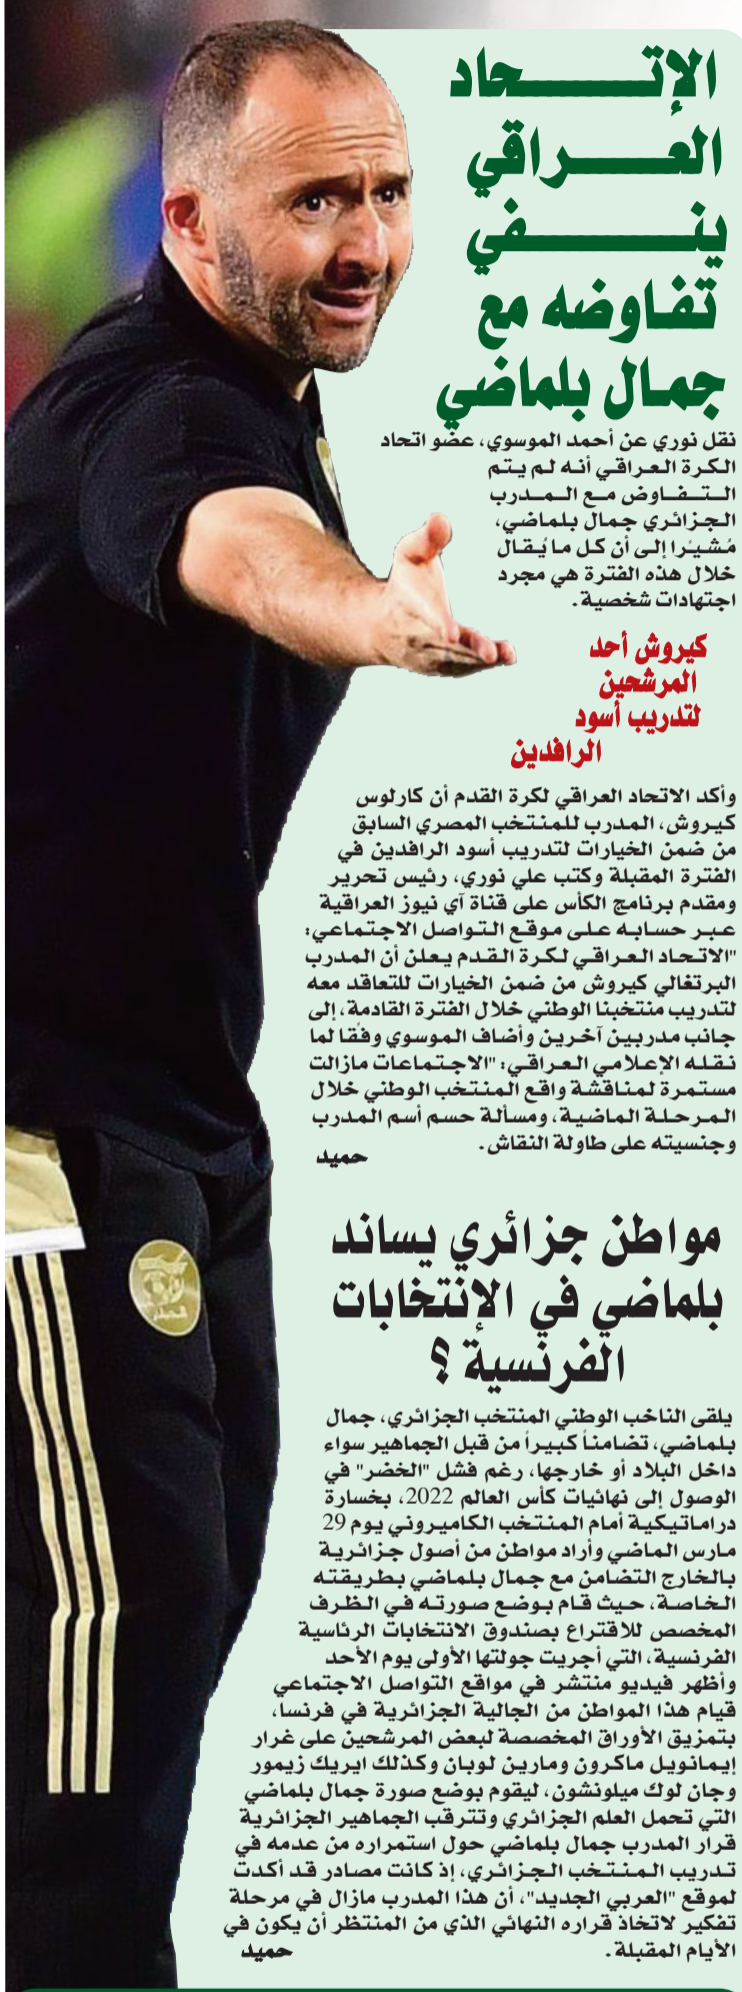 الإتحاد
العراقي
ينفي
تفاوضه مع
جمال بلماضي
نقل نوري عن أحمد الموسوي، عضو اتحاد
الكرة العراقي أنه لم يتم
التفاوض مع المدرب
الجزائري جمال بلماضي،
مُشيرًا إلى أن كل ما يُقال
خلال هذه الفترة هي مجرد
اجتهادات شخصية.
كيروش أحد
المرشحين
لتدريب أسود
الرافدين
وأكد الاتحاد العراقي لكرة القدم أن كارلوس
كيروش، المدرب للمنتخب المصري السابق
من ضمن الخيارات لتدريب أسود الرافدين في
الفترة المقبلة وكتب علي نوري، رئيس تحرير
ومقدم برنامج الكأس على قناة آي نيوز العراقية
عبر حسابه على موقع التواصل الاجتماعي:
"الاتحاد العراقي لكرة القدم يعلن أن المدرب
البرتغالي كيروش من ضمن الخيارات للتعاقد معه
لتدريب منتخبنا الوطني خلال الفترة القادمة، إلى
جانب مدربين آخرين وأضاف الموسوي وفقًا لما
نقله الإعلامي العراقي: "الاجتماعات مازالت
مستمرة لمناقشة واقع المنتخب الوطني خلال
المرحلة الماضية، ومسألة حسم أسم المدرب
وجنسيته على طاولة النقاش.
حميد
مواطن جزائري يساند
بلماضي في الإنتخابات
الفرنسية ؟
يلقى الناخب الوطني المنتخب الجزائري، جمال
بلماضي، تضامناً كبيراً من قبل الجماهير سواء
داخل البلاد أو خارجها، رغم فشل "الخضر" في
الوصول إلى نهائيات كأس العالم 2022، بخسارة
دراماتيكية أمام المنتخب الكاميروني يوم 29
مارس الماضي وأراد مواطن من أصول جزائرية
بالخارج التضامن مع جمال بلماضي بطريقته
الخاصة، حيث قام بوضع صورته في الظرف
المخصص للاقتراع بصندوق الانتخابات الرئاسية
الفرنسية، التي أجريت جولتها الأولى يوم الأحد
وأظهر فيديو منتشر في مواقع التواصل الاجتماعي
قيام هذا المواطن من الجالية الجزائرية في فرنسا،
بتمزيق الأوراق المخصصة لبعض المرشحين على غرار
إيمانويل ماكرون ومارين لوبان وكذلك ايريك زيمور
وجان لوك ميلونشون، ليقوم بوضع صورة جمال بلماضي
التي تحمل العلم الجزائري وتترقب الجماهير الجزائرية
قرار المدرب جمال بلماضي حول استمراره من عدمه في
تدريب المنتخب الجزائري، إذ كانت مصادر قد أكدت
لموقع "العربي الجديد"، أن هذا المدرب مازال في مرحلة
تفكير لاتخاذ قراره النهائي الذي من المنتظر أن يكون في
الأيام المقبلة.
حميد